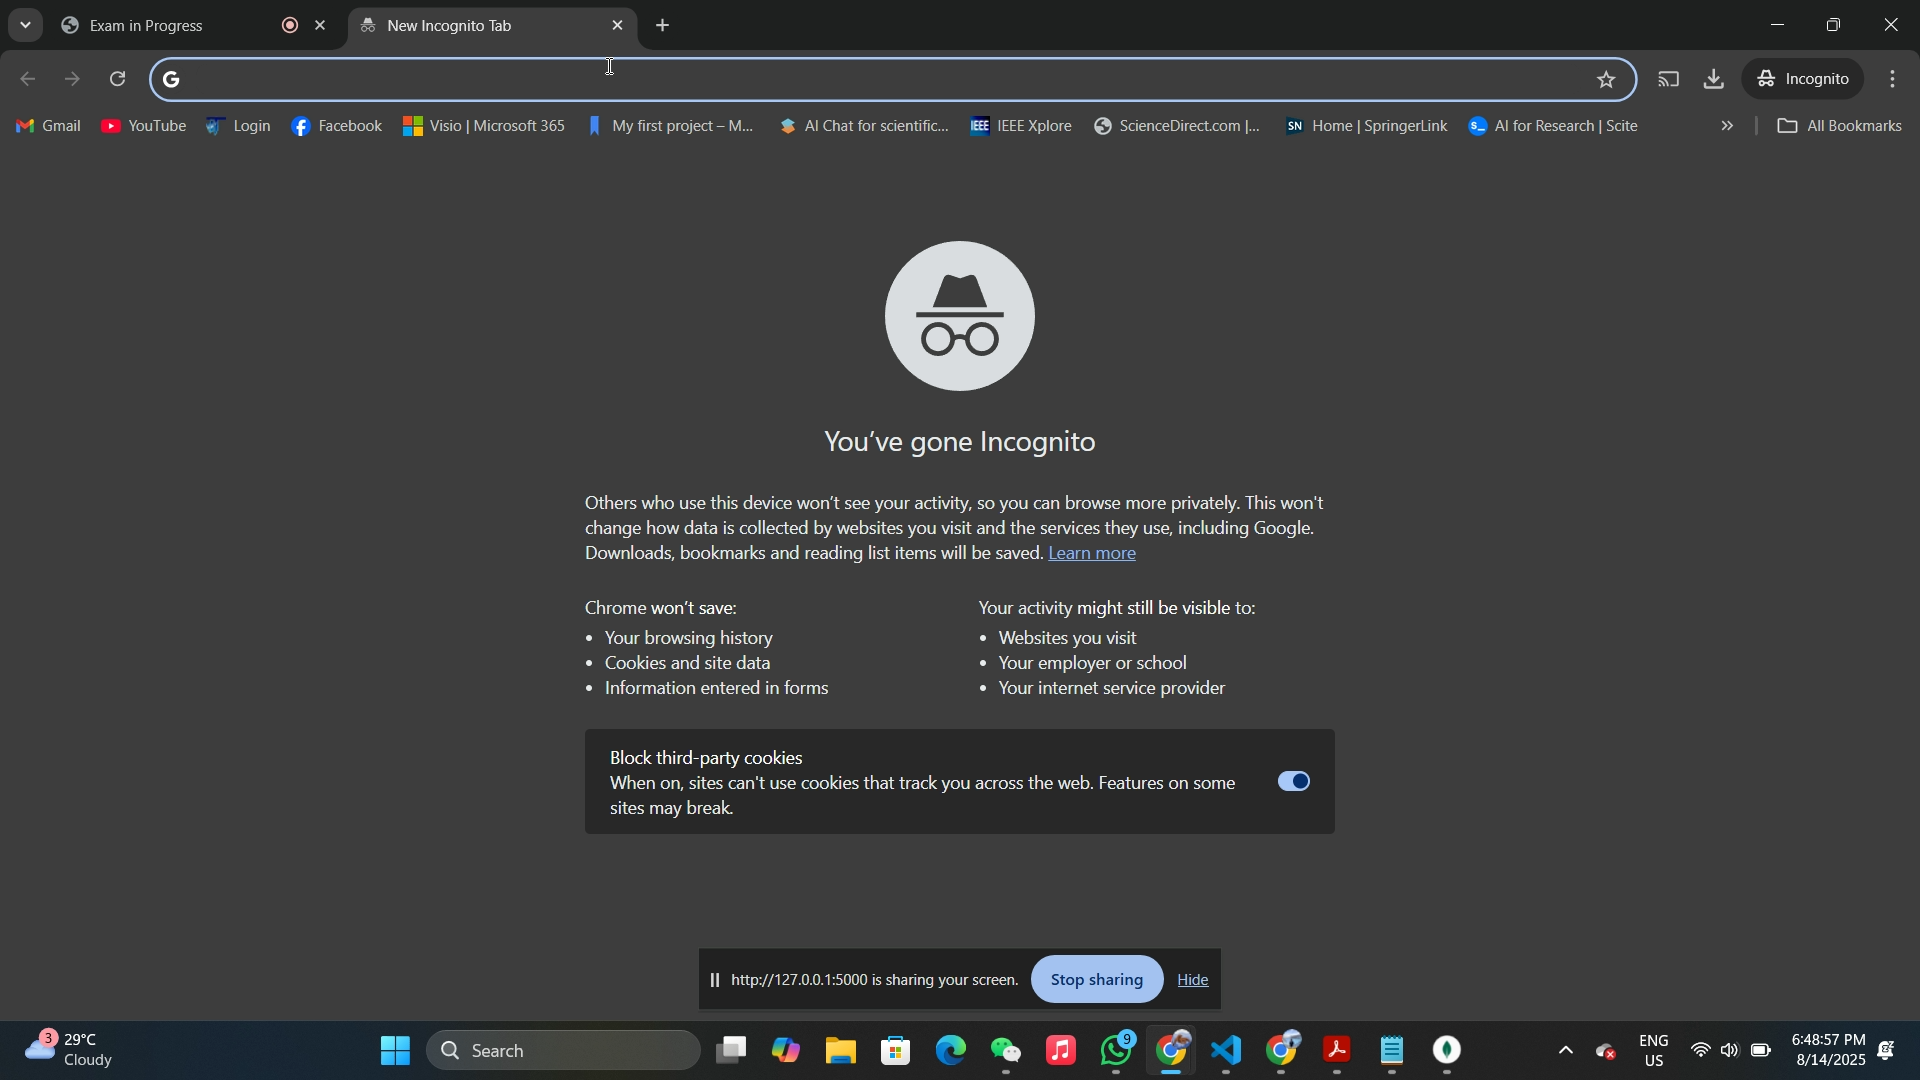 Exam in Progress
New Incognito Tab
G
Incognito
Gmail
YouTube
Login
Facebook
Visio | Microsoft 365
My first project – M...
AI Chat for scientific...
IEEE IEEE Xplore
ScienceDirect.com |...
SN Home | SpringerLink
S_ AI for Research | Scite
All Bookmarks
You've gone Incognito
Others who use this device won't see your activity, so you can browse more privately. This won't
change how data is collected by websites you visit and the services they use, including Google.
Downloads, bookmarks and reading list items will be saved. Learn more
Chrome won't save:
• Your browsing history
• Cookies and site data
• Information entered in forms
Your activity might still be visible to:
• Websites you visit
• Your employer or school
• Your internet service provider
Block third-party cookies
When on, sites can't use cookies that track you across the web. Features on some
sites may break.
http://127.0.0.1:5000 is sharing your screen.
Stop sharing
Hide
3
29°C
Cloudy
Search
9
ENG
US
6:48:57 PM
8/14/2025